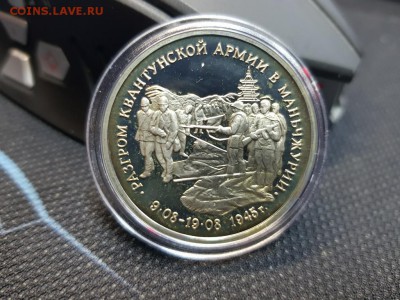 COINS.LAVE.RU
· РАЗГРОМ КВАНТУНСКОЙ АРМИИ В МАНЬЧЖУРИИ ·
9·08-19·08 1945г.